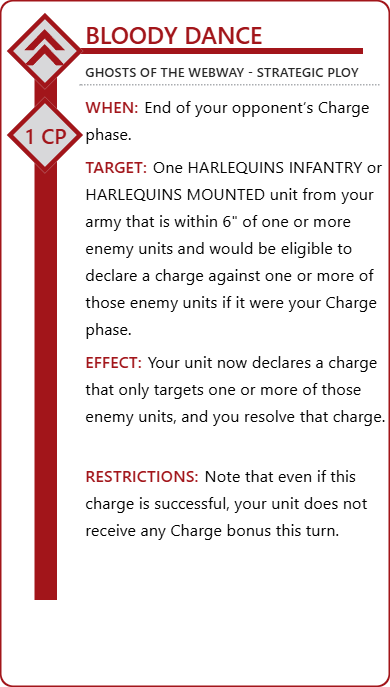 BLOODY DANCE
GHOSTS OF THE WEBWAY - STRATEGIC PLOY
WHEN: End of your opponent's Charge
phase.
1 CP
TARGET: One HARLEQUINS INFANTRY or
HARLEQUINS MOUNTED unit from your
army that is within 6" of one or more
enemy units and would be eligible to
declare a charge against one or more of
those enemy units if it were your Charge
phase.
EFFECT: Your unit now declares a charge
that only targets one or more of those
enemy units, and you resolve that charge.
RESTRICTIONS: Note that even if this
charge is successful, your unit does not
receive any Charge bonus this turn.